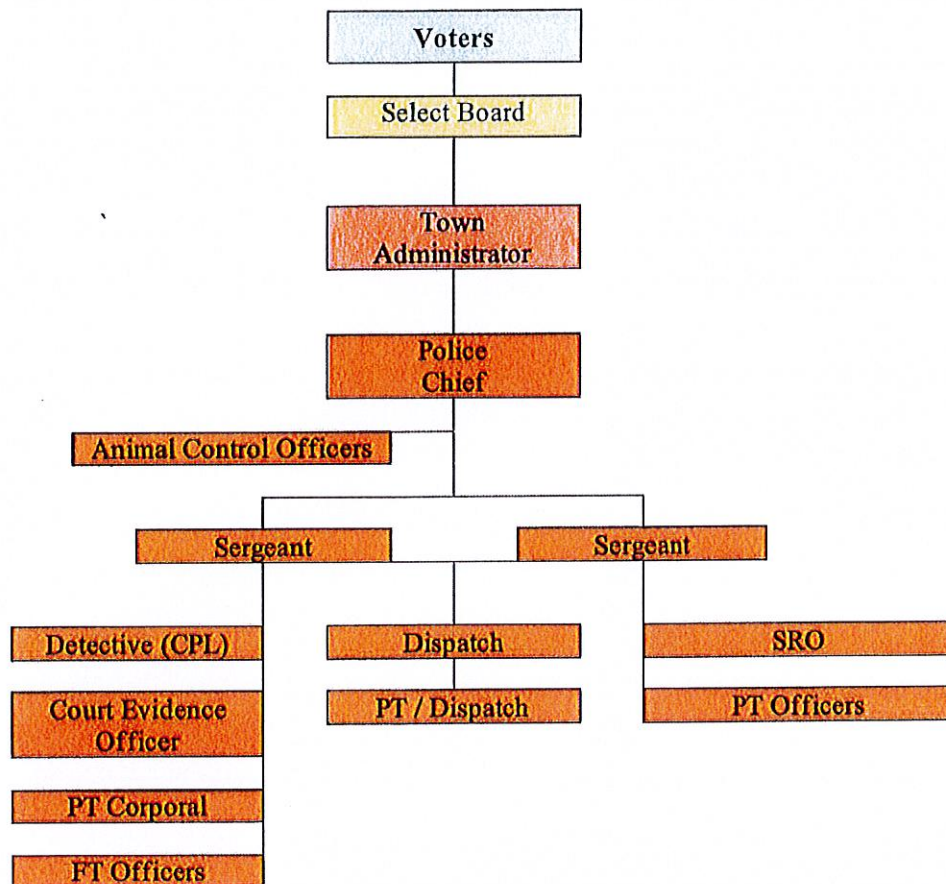 Voters
Select Board
Town
Administrator
Police
Chief
Animal Control Officers
Sergeant
Sergeant
Detective (CPL)
Dispatch
SRO
Court Evidence
Officer
PT / Dispatch
PT Officers
PT Corporal
FT Officers